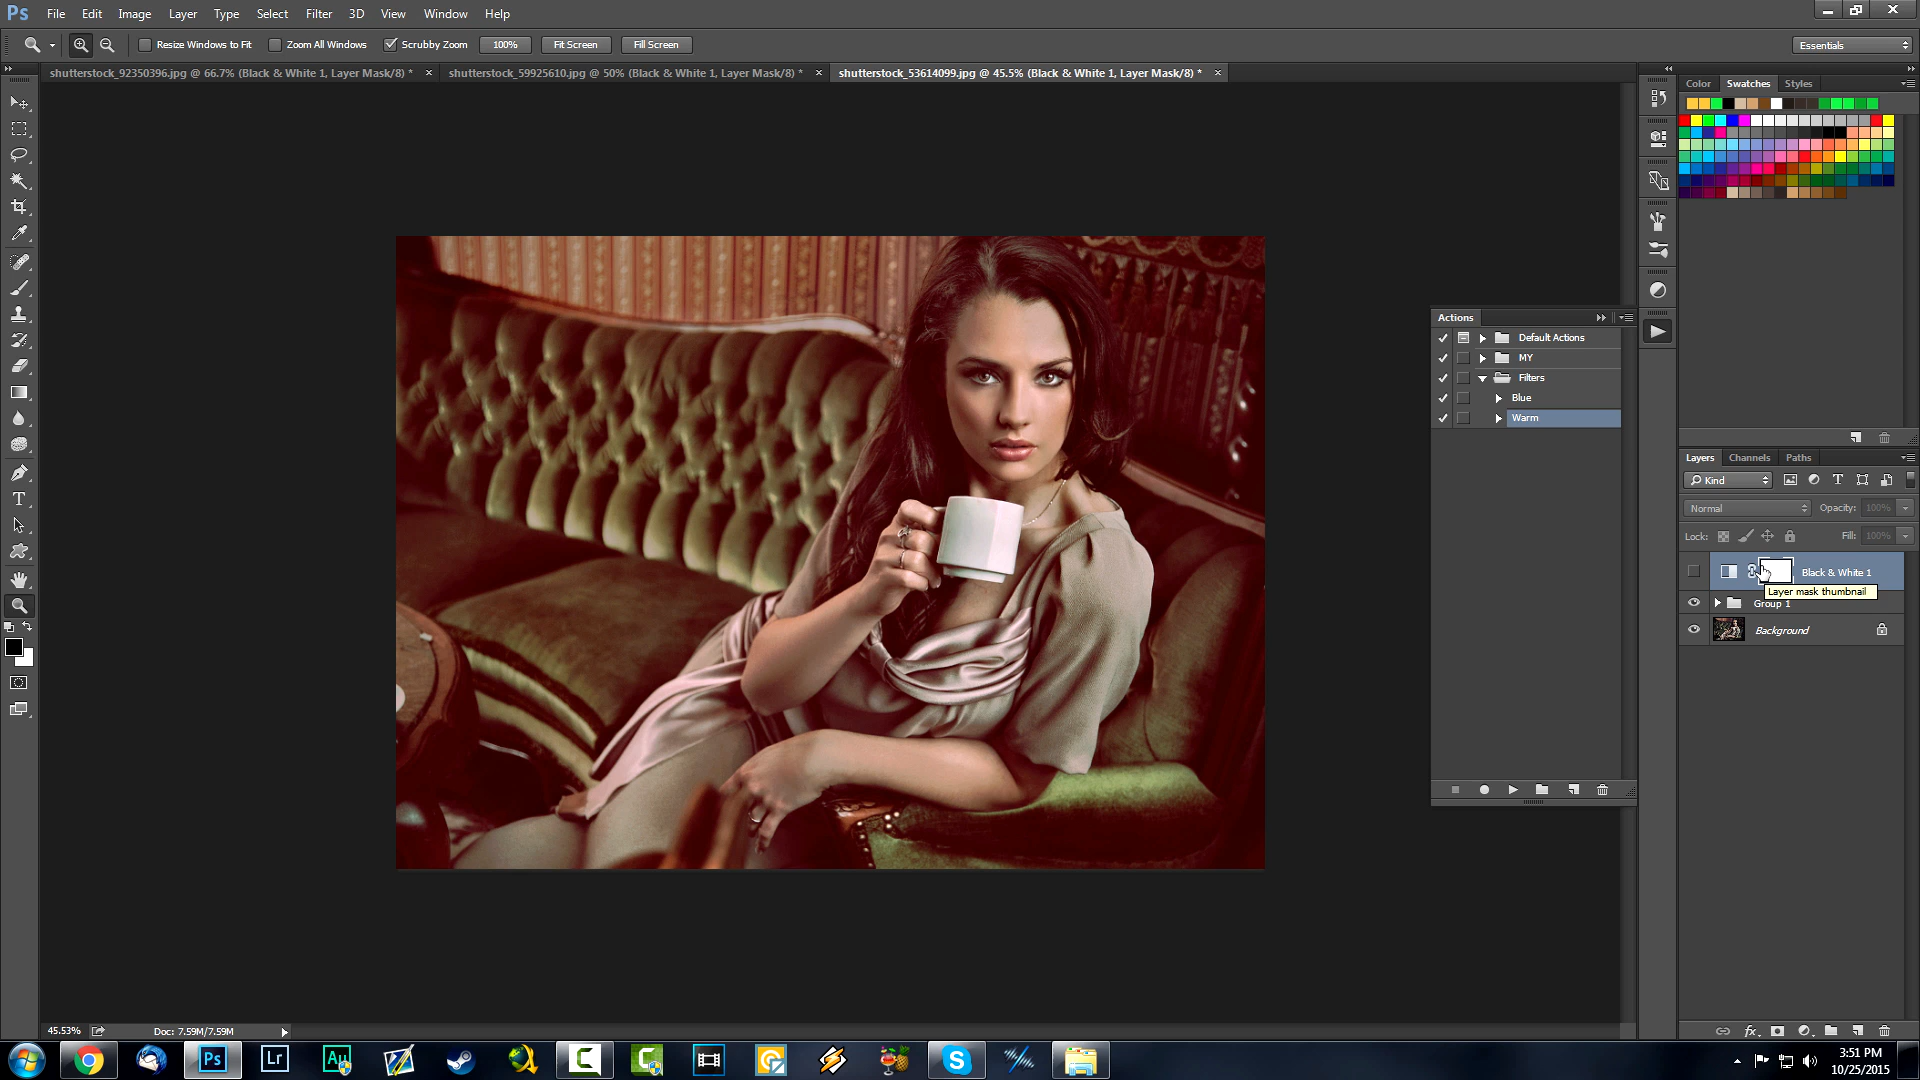 Ps File Edit Image Layer Type Select Filter 3D View Window Help
Resize Windows to Fit Zoom All Windows Scrubby Zoom 100% Fit Screen Fill Screen Essentials
shutterstock_92350396.jpg @ 66.7% (Black & White 1, Layer Mask/8) * × shutterstock_59925610.jpg @ 50% (Black & White 1, Layer Mask/8) * × shutterstock_53614099.jpg @ 45.5% (Black & White 1, Layer Mask/8) * ×
Color Swatches Styles
Actions
Default Actions
MY
Filters
Blue
Warm
Layers Channels Paths
Kind
Normal Opacity: 100%
Lock: Fill: 100%
Black & White 1
Layer mask thumbnail
Group 1
Background
45.53% Doc: 7.59M/7.59M
Ps Lr Au
3:51 PM
10/25/2015